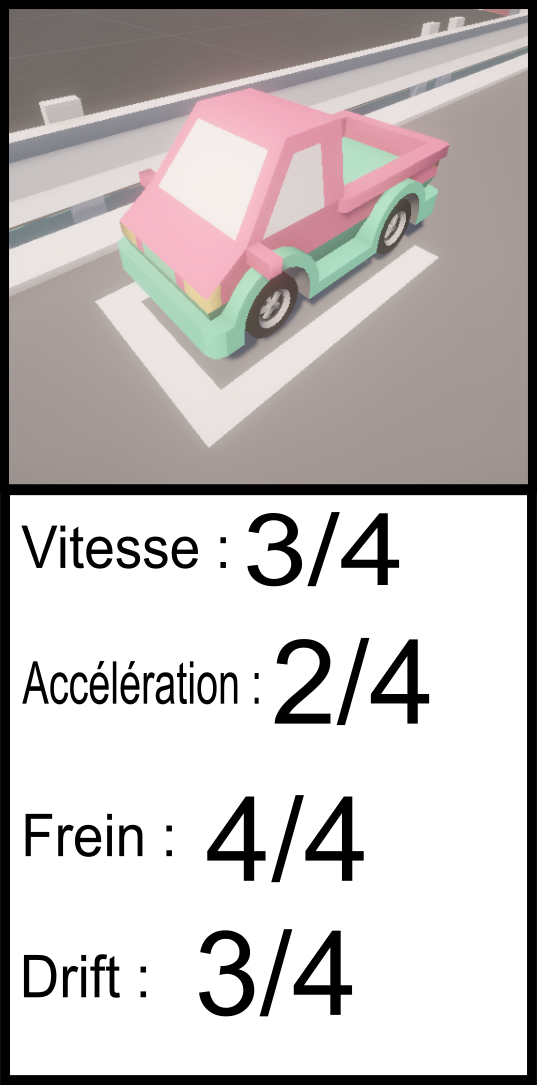 Vitesse : 3/4
Accélération : 2/4
Frein : 4/4
Drift : 3/4